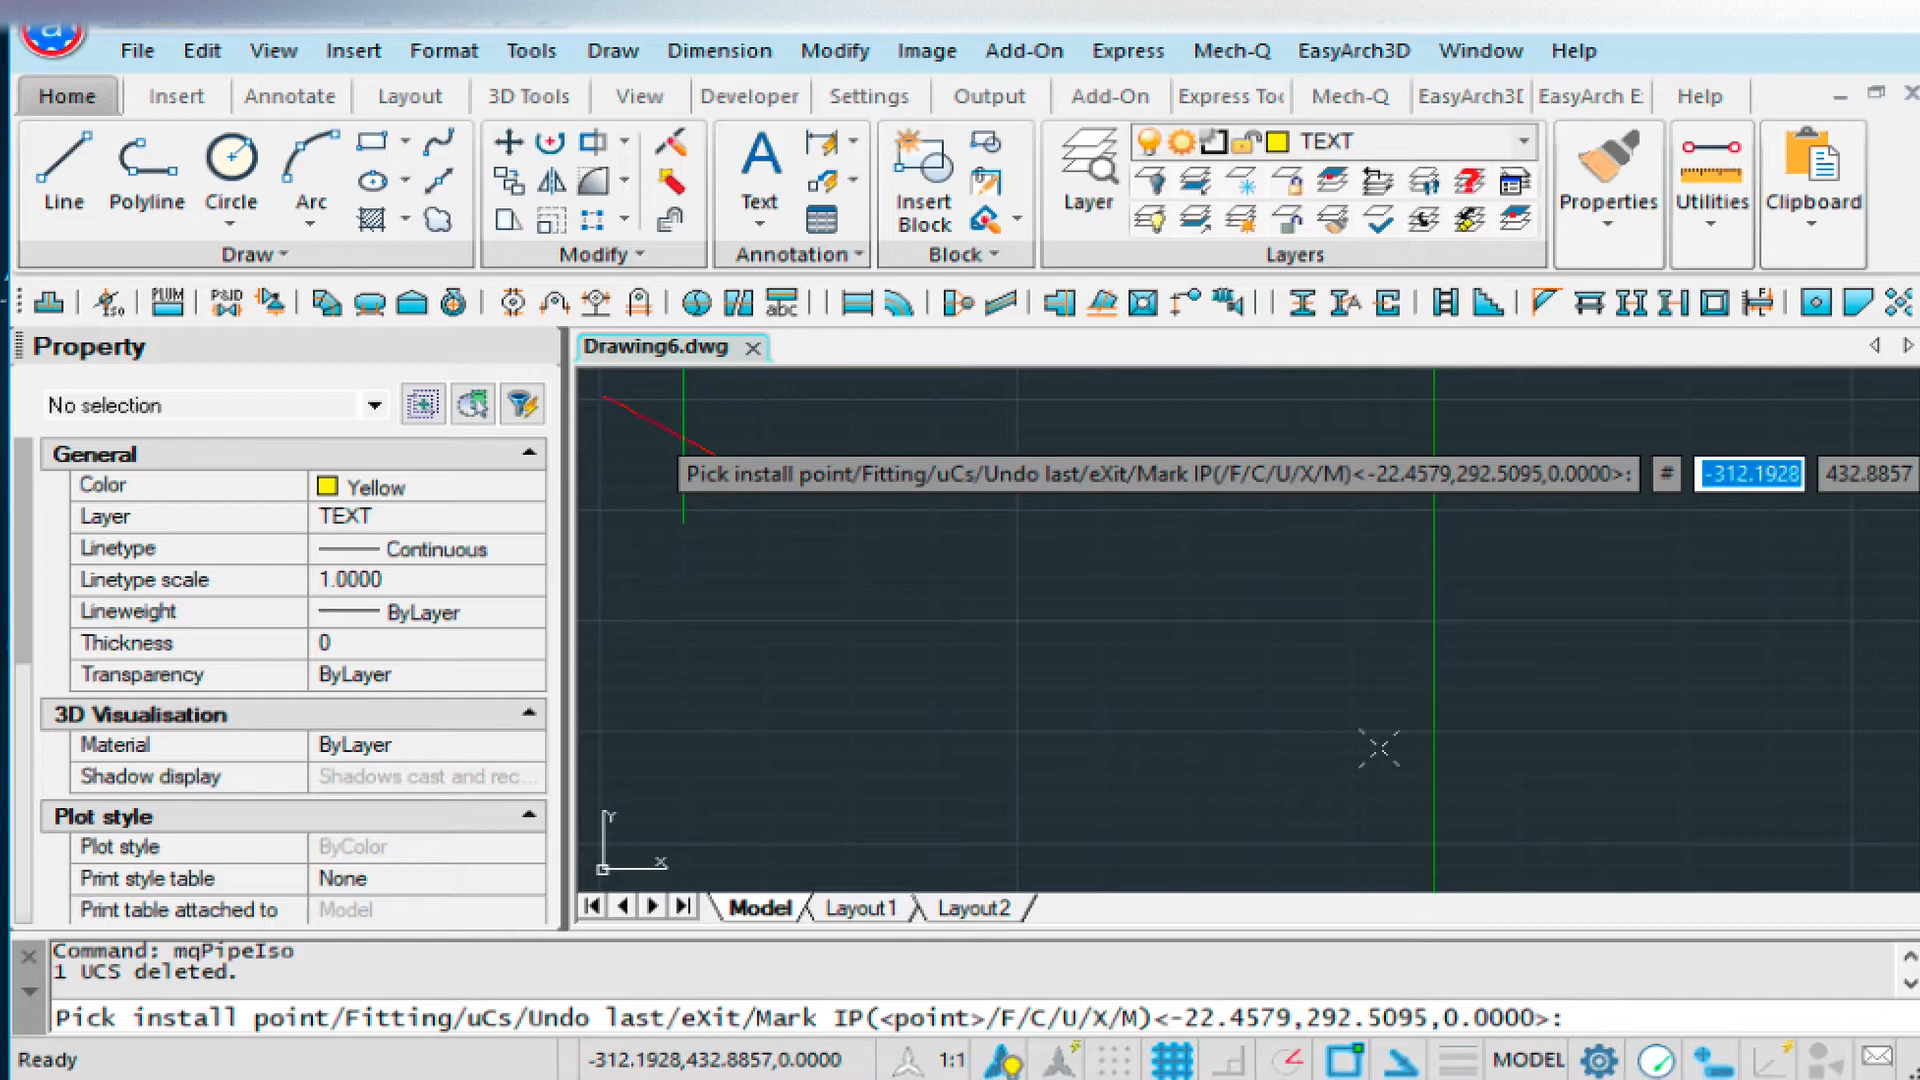 File Edit View Insert Format Tools Draw Dimension Modify Image Add-On Express Mech-Q EasyArch3D Window Help
Home Insert Annotate Layout 3D Tools View Developer Settings Output Add-On Express Too Mech-Q EasyArch3D EasyArch E Help
TEXT
Line Polyline Circle Arc Text Insert Block Layer Properties Utilities Clipboard
Draw Modify Annotation Block Layers
Iso PLUM P&ID abc
Property
Drawing6.dwg
No selection
General
Color Yellow
Layer TEXT
Linetype Continuous
Linetype scale 1.0000
Lineweight ByLayer
Thickness 0
Transparency ByLayer
3D Visualisation
Material ByLayer
Shadow display Shadows cast and rec...
Plot style
Plot style ByColor
Print style table None
Print table attached to Model
Pick install point/Fitting/uCs/Undo last/eXit/Mark IP(/F/C/U/X/M)<-22.4579,292.5095,0.0000>: # -312.1928 432.8857
Y
X
Model Layout1 Layout2
Command: mqPipeIso
1 UCS deleted.
Pick install point/Fitting/uCs/Undo last/eXit/Mark IP(<point>/F/C/U/X/M)<-22.4579,292.5095,0.0000>:
Ready -312.1928,432.8857,0.0000 1:1 MODEL